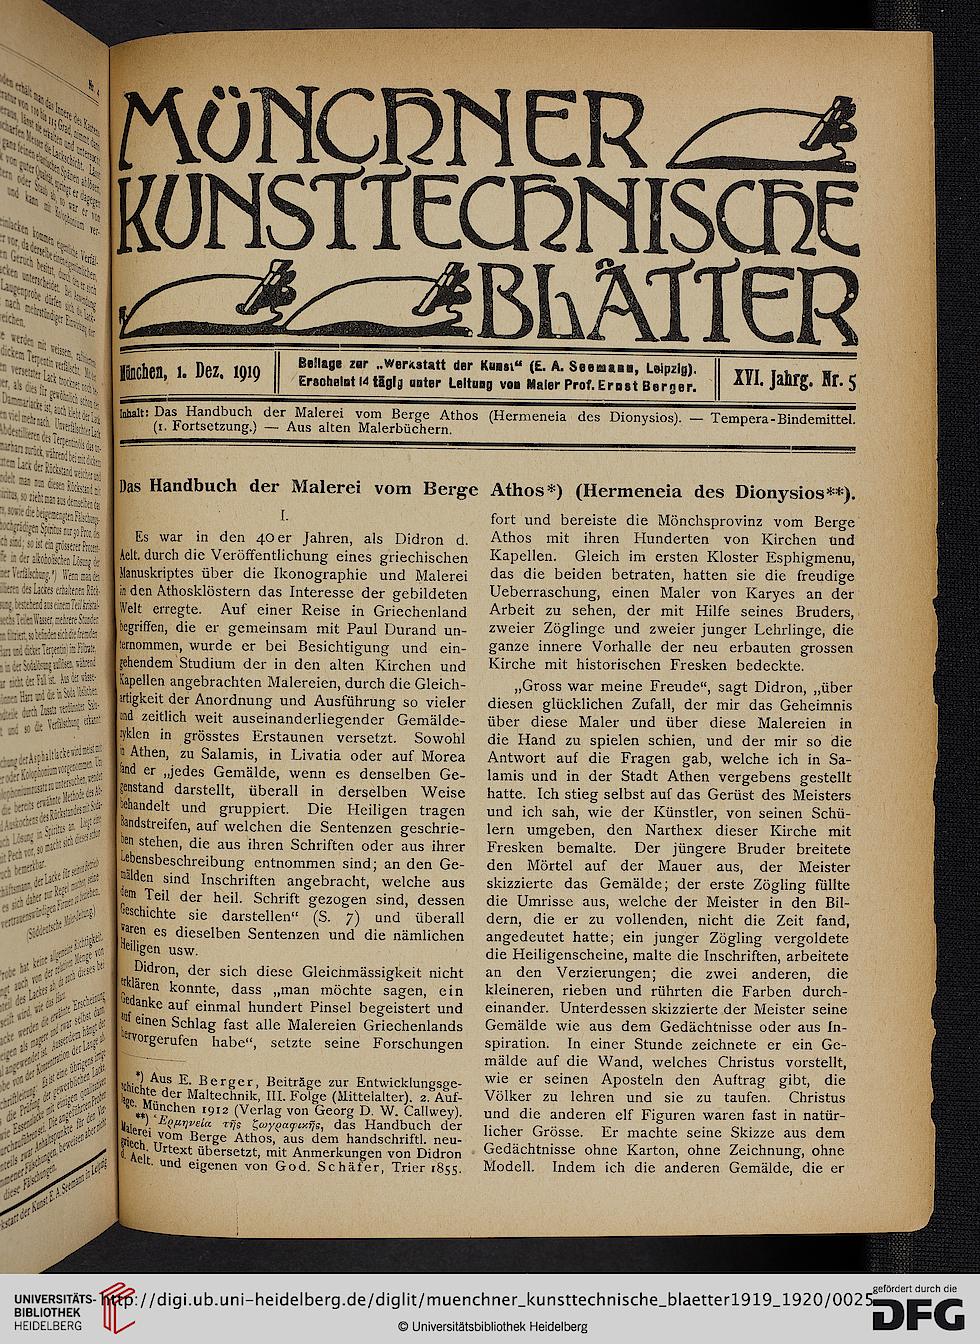 MÜNCHNER
KUNSTTECHNISCHE
BLÄTTER
München, 1. Dez. 1919
Beilage zur „Werkstatt der Kunst“ (E. A. Seemann, Leipzig).
Erscheint 14 tägig unter Leitung von Maler Prof. Ernst Berger.
XVI. Jahrg. Nr. 5
Inhalt: Das Handbuch der Malerei vom Berge Athos (Hermeneia des Dionysios). — Tempera-Bindemittel.
(1. Fortsetzung.) — Aus alten Malerbüchern.
Das Handbuch der Malerei vom Berge Athos*) (Hermeneia des Dionysios**).
I.
Es war in den 40er Jahren, als Didron d.
Aelt. durch die Veröffentlichung eines griechischen
Manuskriptes über die Ikonographie und Malerei
in den Athosklöstern das Interesse der gebildeten
Welt erregte. Auf einer Reise in Griechenland
begriffen, die er gemeinsam mit Paul Durand un-
ternommen, wurde er bei Besichtigung und ein-
gehendem Studium der in den alten Kirchen und
Kapellen angebrachten Malereien, durch die Gleich-
artigkeit der Anordnung und Ausführung so vieler
und zeitlich weit auseinanderliegender Gemälde-
zyklen in grösstes Erstaunen versetzt. Sowohl
in Athen, zu Salamis, in Livatia oder auf Morea
fand er „jedes Gemälde, wenn es denselben Ge-
genstand darstellt, überall in derselben Weise
behandelt und gruppiert. Die Heiligen tragen
Bandstreifen, auf welchen die Sentenzen geschrie-
ben stehen, die aus ihren Schriften oder aus ihrer
Lebensbeschreibung entnommen sind; an den Ge-
mälden sind Inschriften angebracht, welche aus
dem Teil der heil. Schrift gezogen sind, dessen
Geschichte sie darstellen“ (S. 7) und überall
waren es dieselben Sentenzen und die nämlichen
Heiligen usw.
Didron, der sich diese Gleichmässigkeit nicht
erklären konnte, dass „man möchte sagen, ein
Gedanke auf einmal hundert Pinsel begeistert und
auf einen Schlag fast alle Malereien Griechenlands
hervorgerufen habe“, setzte seine Forschungen
*) Aus E. Berger, Beiträge zur Entwicklungsge-
schichte der Maltechnik, III. Folge (Mittelalter). 2. Auf-
lage. München 1912 (Verlag von Georg D. W. Callwey).
**) Ἑρμηνεία τῆς ζωγραφικῆς, das Handbuch der
Malerei vom Berge Athos, aus dem handschriftl. neu-
griech. Urtext übersetzt, mit Anmerkungen von Didron
d. Aelt. und eigenen von God. Schäfer, Trier 1855.
fort und bereiste die Mönchsprovinz vom Berge
Athos mit ihren Hunderten von Kirchen und
Kapellen. Gleich im ersten Kloster Esphigmenu,
das die beiden betraten, hatten sie die freudige
Ueberraschung, einen Maler von Karyes an der
Arbeit zu sehen, der mit Hilfe seines Bruders,
zweier Zöglinge und zweier junger Lehrlinge, die
ganze innere Vorhalle der neu erbauten grossen
Kirche mit historischen Fresken bedeckte.
„Gross war meine Freude“, sagt Didron, „über
diesen glücklichen Zufall, der mir das Geheimnis
über diese Maler und über diese Malereien in
die Hand zu spielen schien, und der mir so die
Antwort auf die Fragen gab, welche ich in Sa-
lamis und in der Stadt Athen vergebens gestellt
hatte. Ich stieg selbst auf das Gerüst des Meisters
und ich sah, wie der Künstler, von seinen Schü-
lern umgeben, den Narthex dieser Kirche mit
Fresken bemalte. Der jüngere Bruder breitete
den Mörtel auf der Mauer aus, der Meister
skizzierte das Gemälde; der erste Zögling füllte
die Umrisse aus, welche der Meister in den Bil-
dern, die er zu vollenden, nicht die Zeit fand,
angedeutet hatte; ein junger Zögling vergoldete
die Heiligenscheine, malte die Inschriften, arbeitete
an den Verzierungen; die zwei anderen, die
kleineren, rieben und rührten die Farben durch-
einander. Unterdessen skizzierte der Meister seine
Gemälde wie aus dem Gedächtnisse oder aus In-
spiration. In einer Stunde zeichnete er ein Ge-
mälde auf die Wand, welches Christus vorstellt,
wie er seinen Aposteln den Auftrag gibt, die
Völker zu lehren und sie zu taufen. Christus
und die anderen elf Figuren waren fast in natür-
licher Grösse. Er machte seine Skizze aus dem
Gedächtnisse ohne Karton, ohne Zeichnung, ohne
Modell. Indem ich die anderen Gemälde, die er
UNIVERSITÄTS-
BIBLIOTHEK
HEIDELBERG
http://digi.ub.uni-heidelberg.de/diglit/muenchner_kunsttechnische_blaetter1919_1920/0025
© Universitätsbibliothek Heidelberg
gefördert durch die
DFG